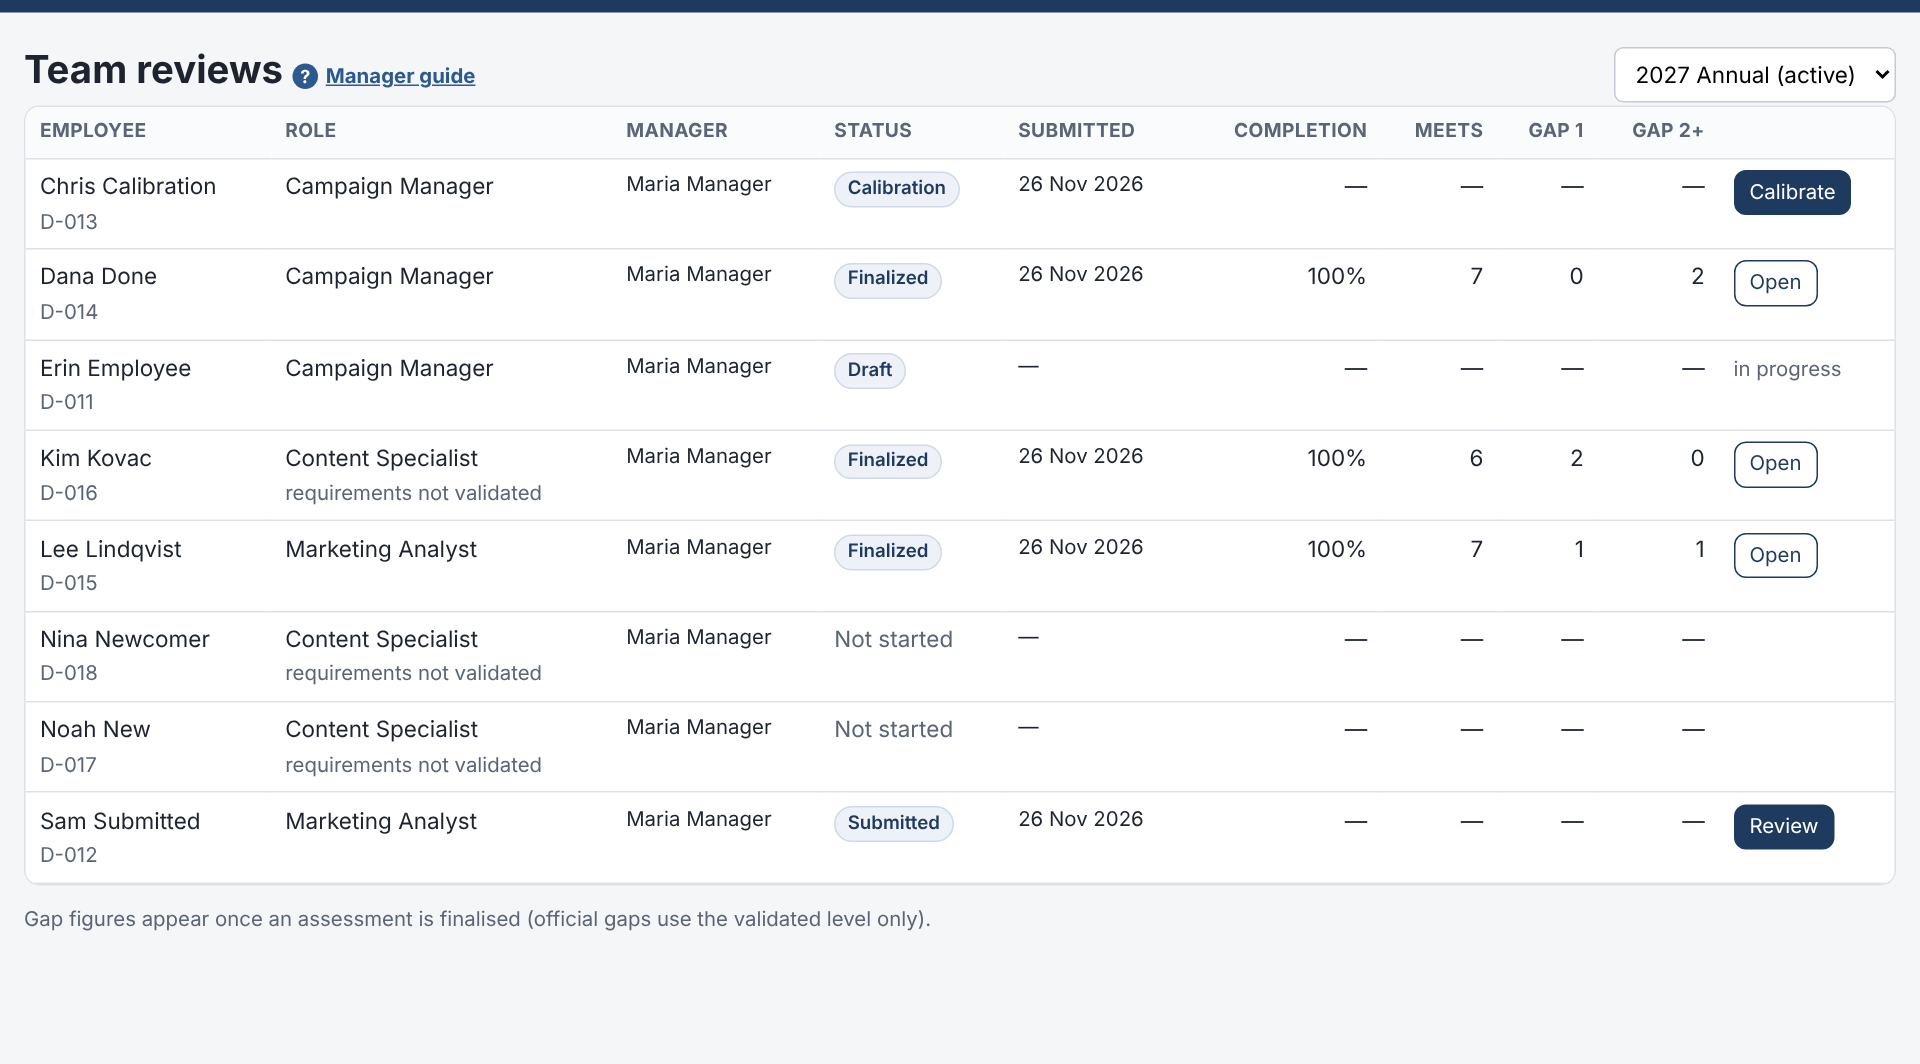 Team reviews ? Manager guide 2027 Annual (active)
EMPLOYEE ROLE MANAGER STATUS SUBMITTED COMPLETION MEETS GAP 1 GAP 2+
Chris Calibration Campaign Manager Maria Manager Calibration 26 Nov 2026 — — — — Calibrate
D-013
Dana Done Campaign Manager Maria Manager Finalized 26 Nov 2026 100% 7 0 2 Open
D-014
Erin Employee Campaign Manager Maria Manager Draft — — — — — in progress
D-011
Kim Kovac Content Specialist Maria Manager Finalized 26 Nov 2026 100% 6 2 0 Open
D-016 requirements not validated
Lee Lindqvist Marketing Analyst Maria Manager Finalized 26 Nov 2026 100% 7 1 1 Open
D-015
Nina Newcomer Content Specialist Maria Manager Not started — — — — —
D-018 requirements not validated
Noah New Content Specialist Maria Manager Not started — — — — —
D-017 requirements not validated
Sam Submitted Marketing Analyst Maria Manager Submitted 26 Nov 2026 — — — — Review
D-012
Gap figures appear once an assessment is finalised (official gaps use the validated level only).